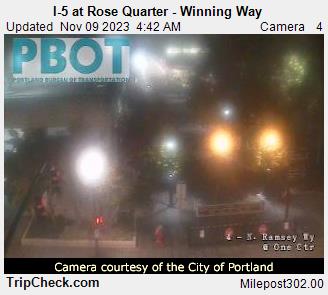 I-5 at Rose Quarter - Winning Way
Updated Nov 09 2023 4:42 AM Camera 4
PBOT
PORTLAND BUREAU OF TRANSPORTATION
4 - N. Ramsey Wy
@ One Ctr
Camera courtesy of the City of Portland
TripCheck.com Milepost302.00